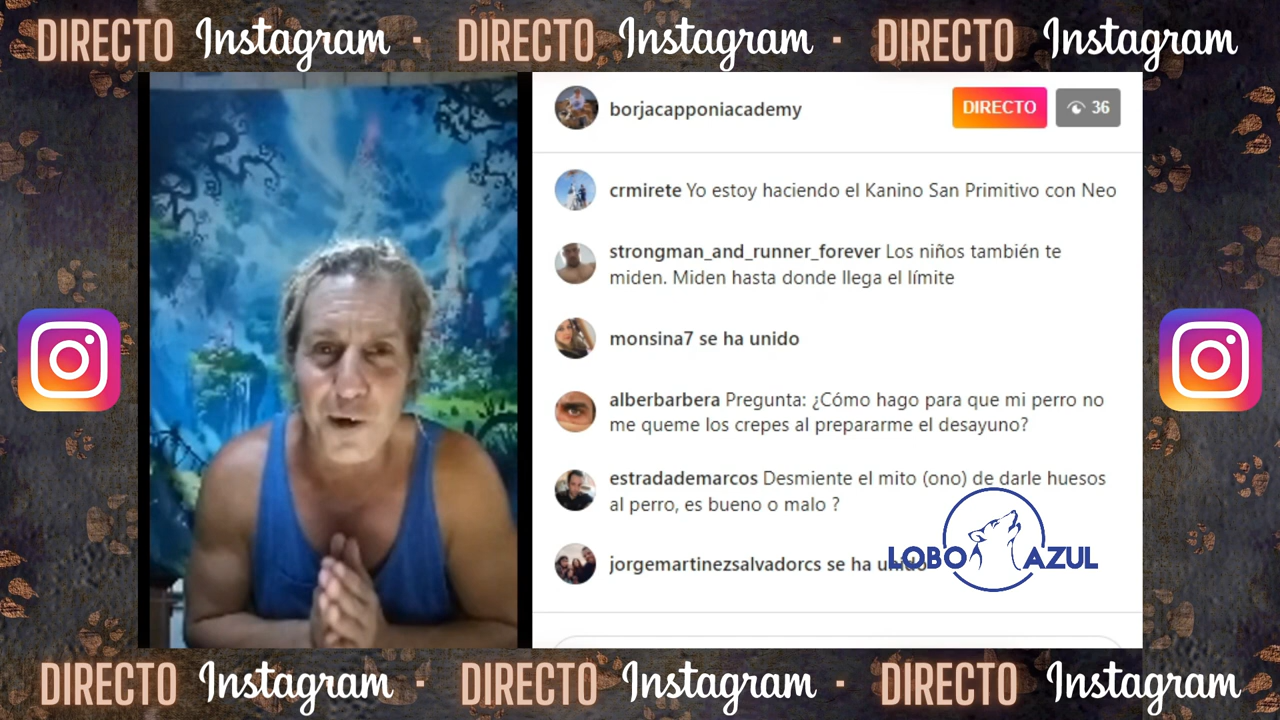 DIRECTO Instagram · DIRECTO Instagram · DIRECTO Instagram
borjacapponiacademy
DIRECTO 36
crmirete Yo estoy haciendo el Kanino San Primitivo con Neo
strongman_and_runner_forever Los niños también te
miden. Miden hasta donde llega el límite
monsina7 se ha unido
alberbarbera Pregunta: ¿Cómo hago para que mi perro no
me queme los crepes al prepararme el desayuno?
estradademarcos Desmiente el mito (ono) de darle huesos
al perro, es bueno o malo ?
jorgemartinezsalvadorcs se ha unido
LOBO AZUL
DIRECTO Instagram · DIRECTO Instagram · DIRECTO Instagram